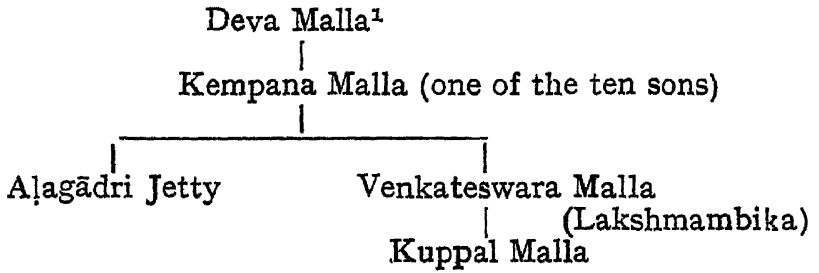 Deva Malla¹
Kempana Malla (one of the ten sons)
Aḷagādri Jetty Venkateswara Malla
(Lakshmambika)
Kuppal Malla